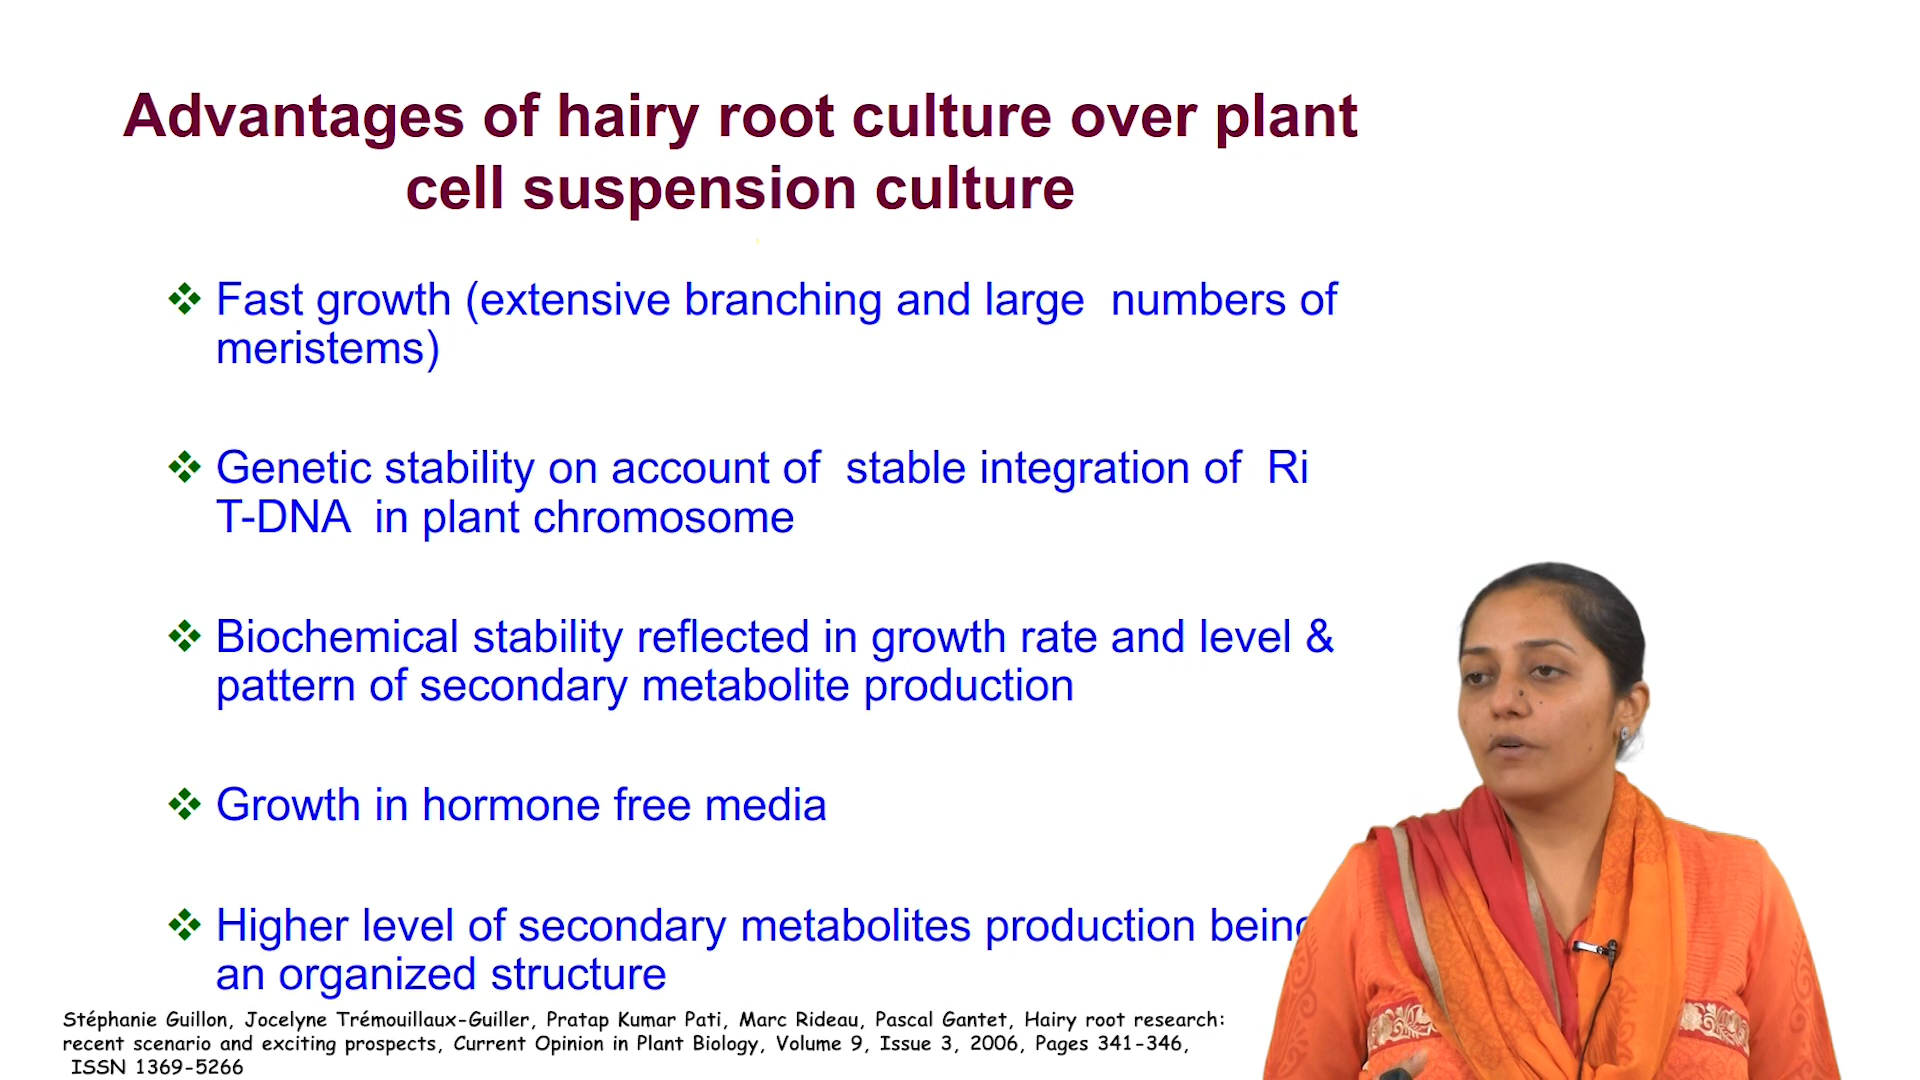 Advantages of hairy root culture over plant
cell suspension culture
❖ Fast growth (extensive branching and large numbers of
meristems)
❖ Genetic stability on account of stable integration of Ri
T-DNA in plant chromosome
❖ Biochemical stability reflected in growth rate and level &
pattern of secondary metabolite production
❖ Growth in hormone free media
❖ Higher level of secondary metabolites production being
an organized structure
Stéphanie Guillon, Jocelyne Trémouillaux-Guiller, Pratap Kumar Pati, Marc Rideau, Pascal Gantet, Hairy root research:
recent scenario and exciting prospects, Current Opinion in Plant Biology, Volume 9, Issue 3, 2006, Pages 341-346,
ISSN 1369-5266